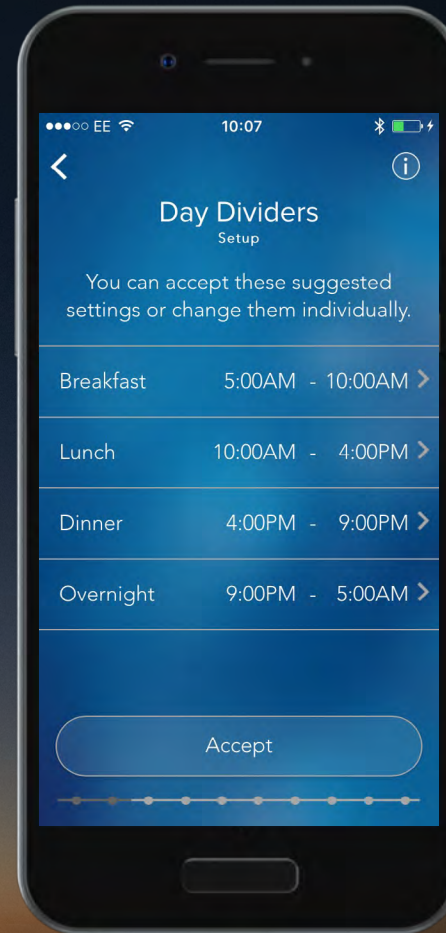 EE 10:07
Day Dividers
Setup
You can accept these suggested
settings or change them individually.
Breakfast 5:00AM - 10:00AM
Lunch 10:00AM - 4:00PM
Dinner 4:00PM - 9:00PM
Overnight 9:00PM - 5:00AM
Accept